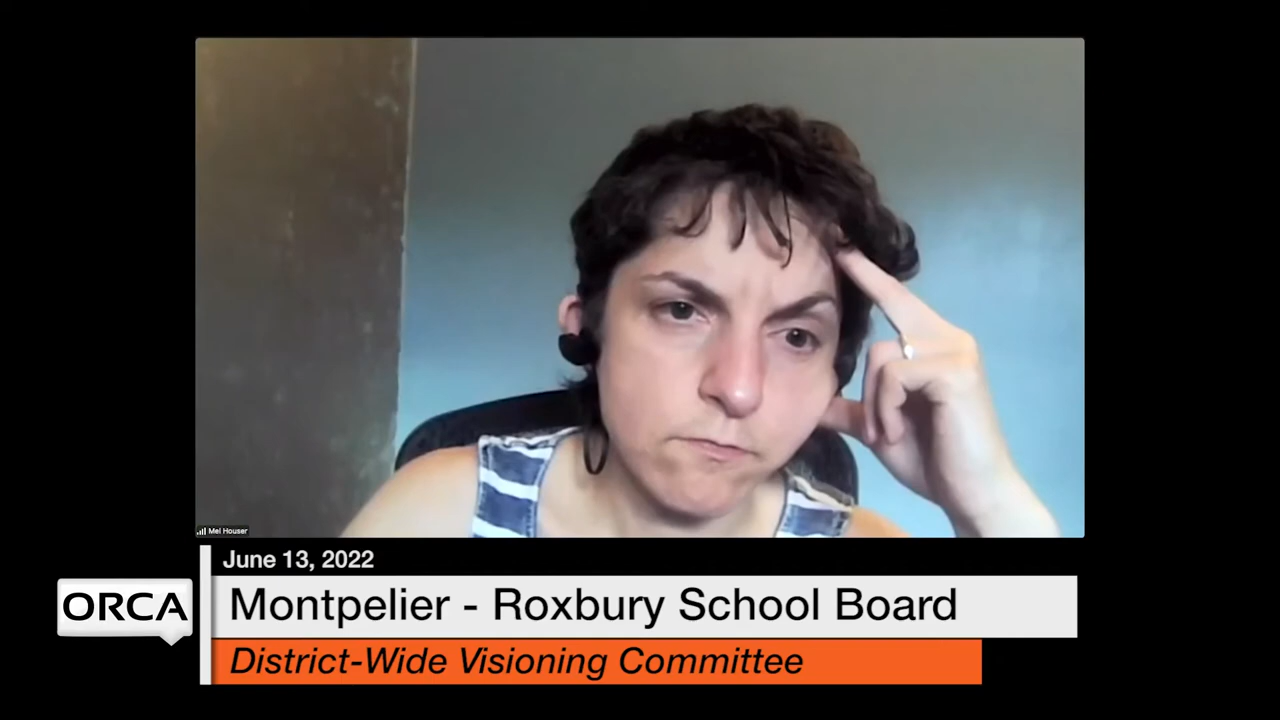 Mel Houser
June 13, 2022
ORCA
Montpelier - Roxbury School Board
District-Wide Visioning Committee